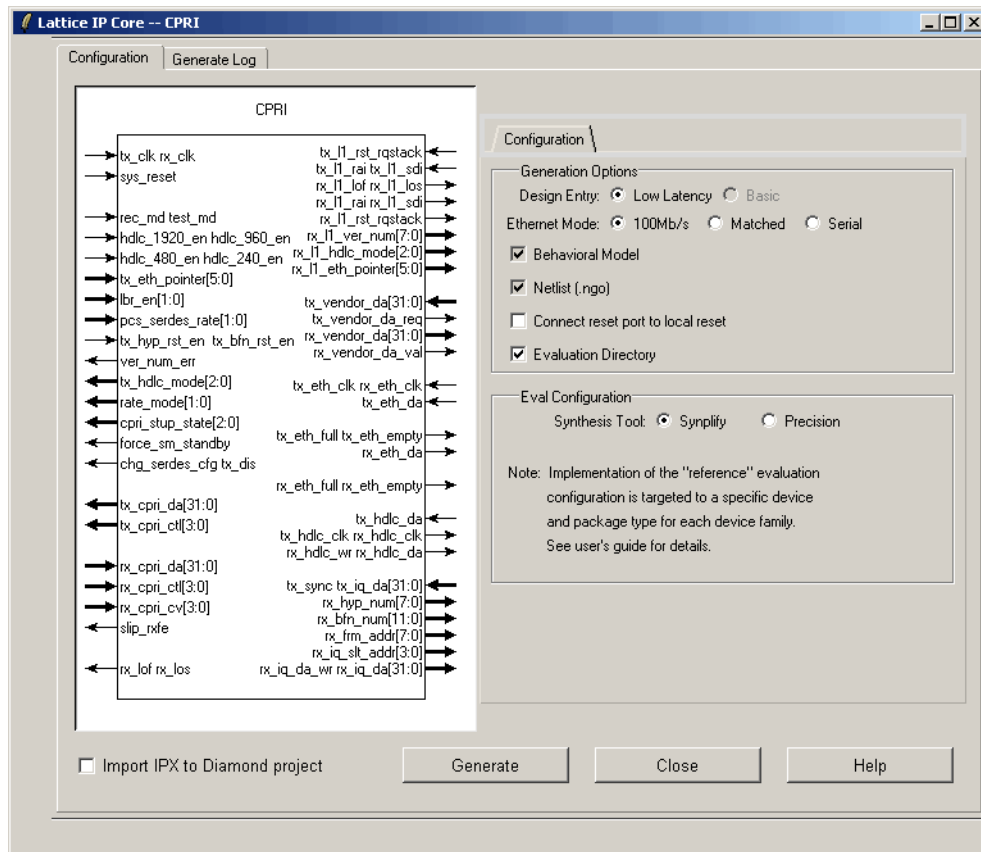 Lattice IP Core -- CPRI
Configuration
Generate Log
CPRI
tx_clk rx_clk
sys_reset
rec_md test_md
hdlc_1920_en hdlc_960_en
hdlc_480_en hdlc_240_en
tx_eth_pointer[5:0]
lbr_en[1:0]
pcs_serdes_rate[1:0]
tx_hyp_rst_en tx_bfn_rst_en
ver_num_err
tx_hdlc_mode[2:0]
rate_mode[1:0]
cpri_stup_state[2:0]
force_sm_standby
chg_serdes_cfg tx_dis
tx_cpri_da[31:0]
tx_cpri_ctl[3:0]
rx_cpri_da[31:0]
rx_cpri_ctl[3:0]
rx_cpri_cv[3:0]
slip_rxfe
rx_lof rx_los
tx_l1_rst_rqstack
tx_l1_rai tx_l1_sdi
rx_l1_lof rx_l1_los
rx_l1_rai rx_l1_sdi
rx_l1_rst_rqstack
rx_l1_ver_num[7:0]
rx_l1_hdlc_mode[2:0]
rx_l1_eth_pointer[5:0]
tx_vendor_da[31:0]
tx_vendor_da_req
rx_vendor_da[31:0]
rx_vendor_da_val
tx_eth_clk rx_eth_clk
tx_eth_da
tx_eth_full tx_eth_empty
rx_eth_da
rx_eth_full rx_eth_empty
tx_hdlc_da
tx_hdlc_clk rx_hdlc_clk
rx_hdlc_wr rx_hdlc_da
tx_sync tx_iq_da[31:0]
rx_hyp_num[7:0]
rx_bfn_num[11:0]
rx_frm_addr[7:0]
rx_iq_slt_addr[3:0]
rx_iq_da_wr rx_iq_da[31:0]
Configuration
Generation Options
Design Entry: Low Latency Basic
Ethernet Mode: 100Mb/s Matched Serial
Behavioral Model
Netlist (.ngo)
Connect reset port to local reset
Evaluation Directory
Eval Configuration
Synthesis Tool: Synplify Precision
Note: Implementation of the "reference" evaluation
configuration is targeted to a specific device
and package type for each device family.
See user's guide for details.
Import IPX to Diamond project
Generate
Close
Help